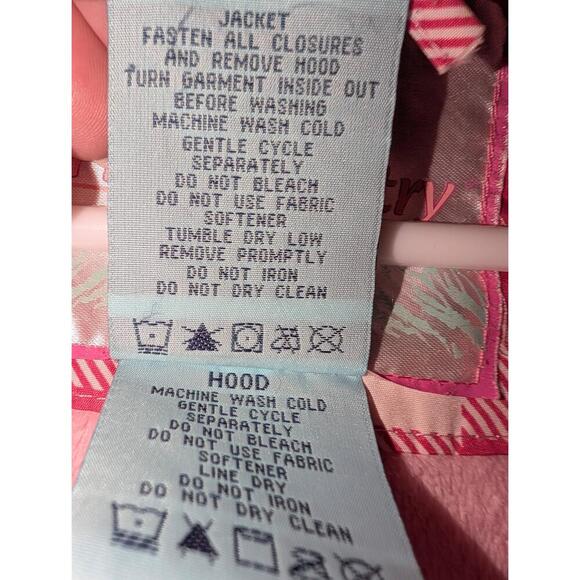 JACKET
FASTEN ALL CLOSURES
AND REMOVE HOOD
TURN GARMENT INSIDE OUT
BEFORE WASHING
MACHINE WASH COLD
GENTLE CYCLE
SEPARATELY
DO NOT BLEACH
DO NOT USE FABRIC
SOFTENER
TUMBLE DRY LOW
REMOVE PROMPTLY
DO NOT IRON
DO NOT DRY CLEAN
HOOD
MACHINE WASH COLD
GENTLE CYCLE
SEPARATELY
DO NOT BLEACH
DO NOT USE FABRIC
SOFTENER
LINE DRY
DO NOT IRON
DO NOT DRY CLEAN